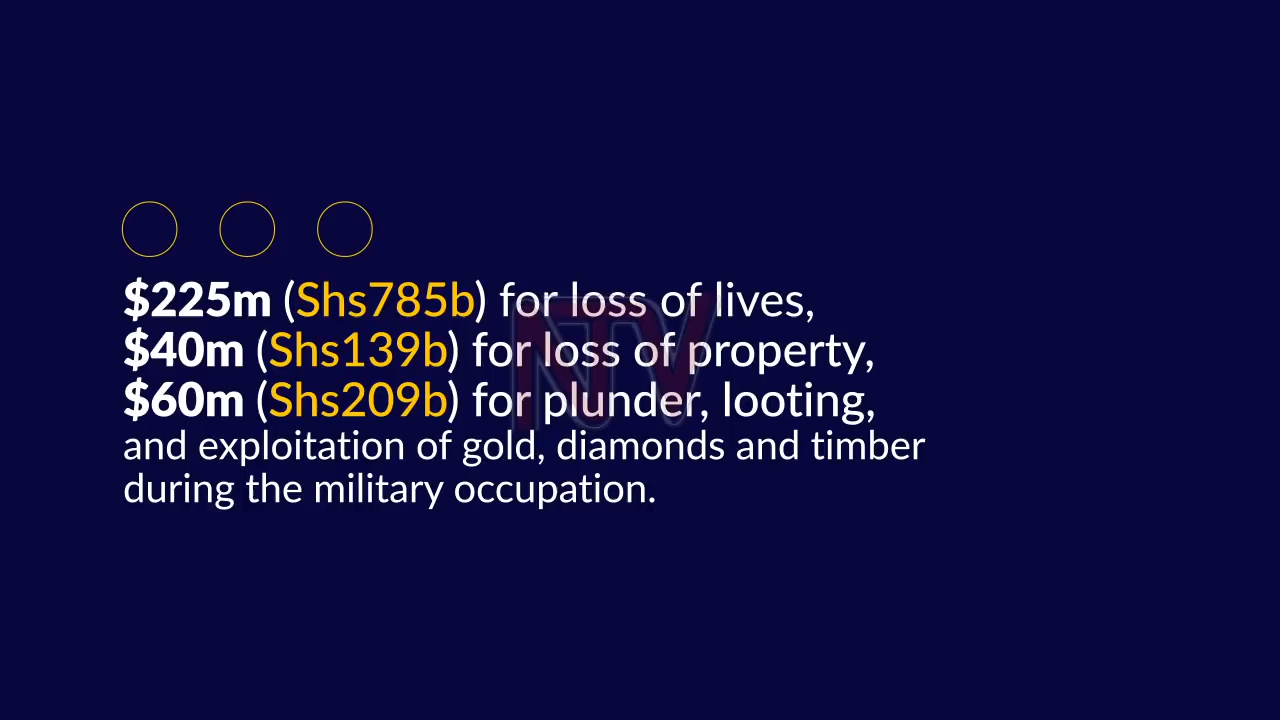 $225m (Shs785b) for loss of lives,
$40m (Shs139b) for loss of property,
$60m (Shs209b) for plunder, looting,
and exploitation of gold, diamonds and timber
during the military occupation.
NTV